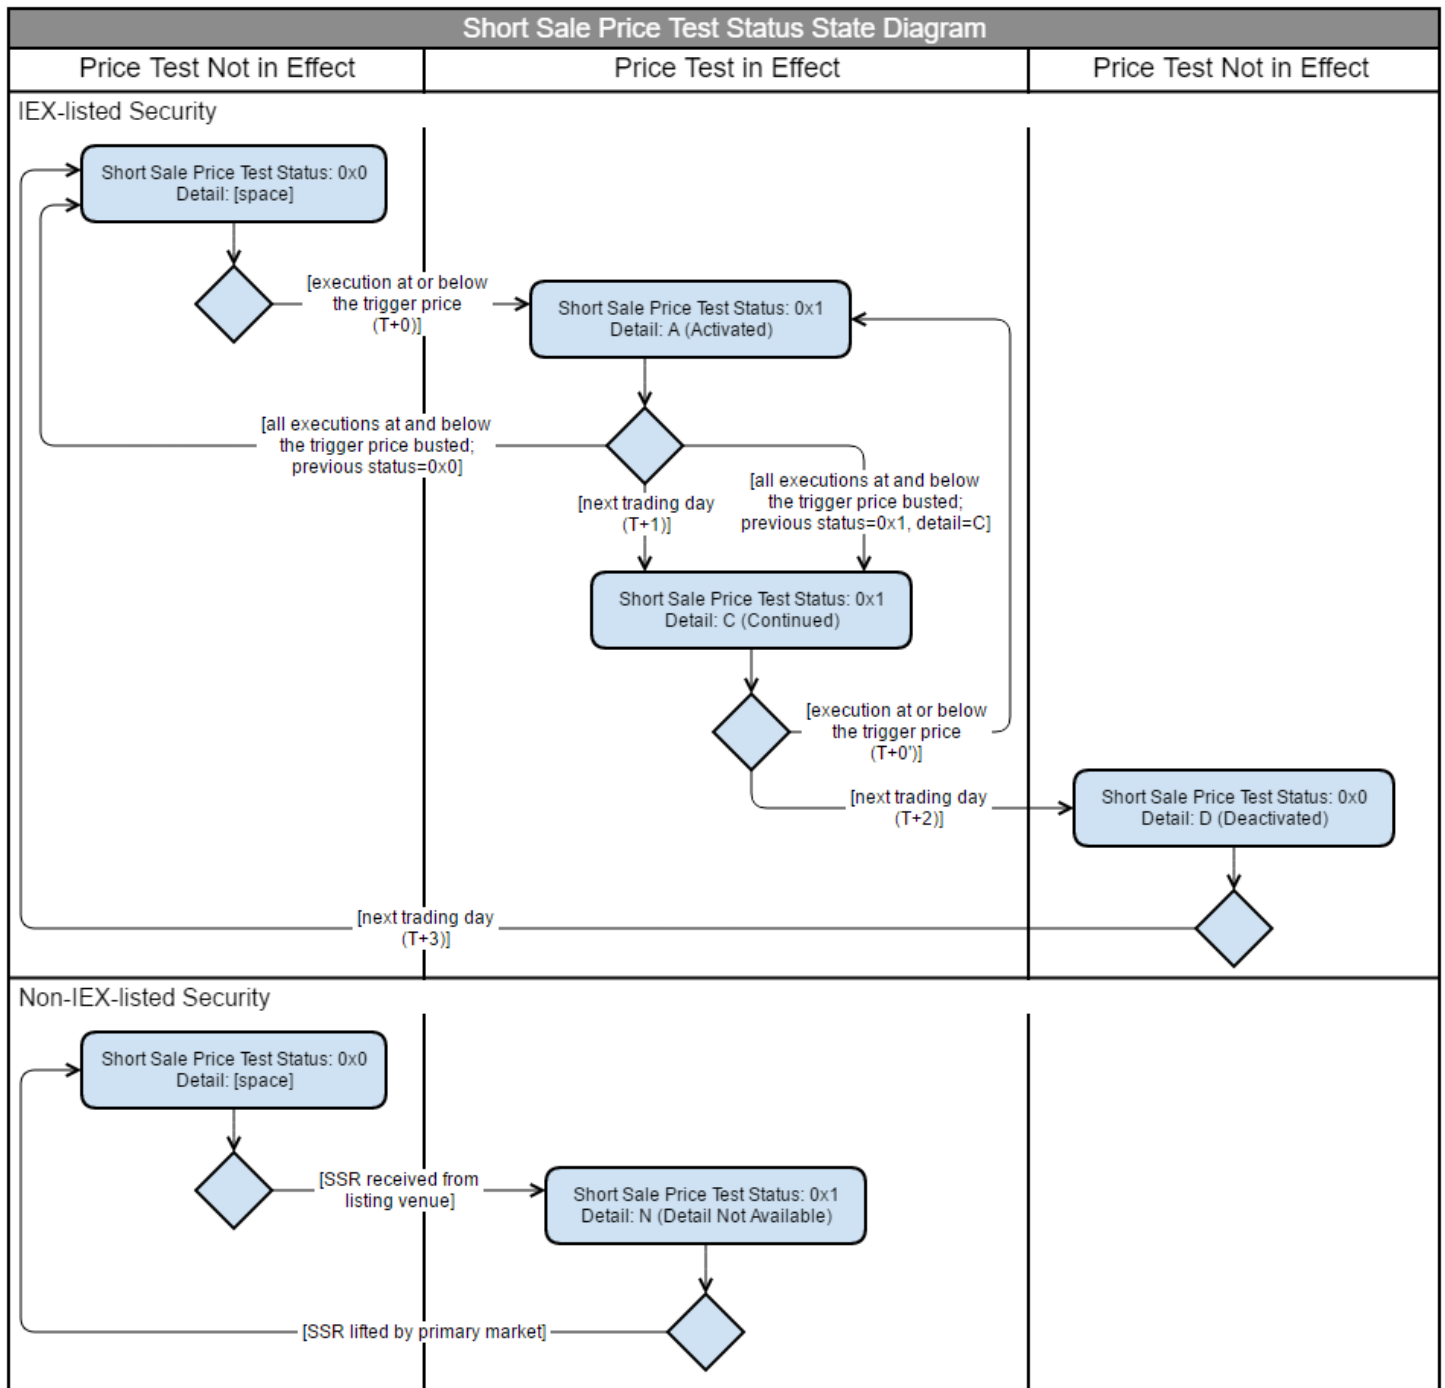 Short Sale Price Test Status State Diagram
Price Test Not in Effect
Price Test in Effect
Price Test Not in Effect
IEX-listed Security
Short Sale Price Test Status: 0x0
Detail: [space]
[execution at or below
the trigger price
(T+0)]
Short Sale Price Test Status: 0x1
Detail: A (Activated)
[all executions at and below
the trigger price busted;
previous status=0x0]
[next trading day
(T+1)]
[all executions at and below
the trigger price busted;
previous status=0x1, detail=C]
Short Sale Price Test Status: 0x1
Detail: C (Continued)
[execution at or below
the trigger price
(T+0')]
[next trading day
(T+2)]
Short Sale Price Test Status: 0x0
Detail: D (Deactivated)
[next trading day
(T+3)]
Non-IEX-listed Security
Short Sale Price Test Status: 0x0
Detail: [space]
[SSR received from
listing venue]
Short Sale Price Test Status: 0x1
Detail: N (Detail Not Available)
[SSR lifted by primary market]